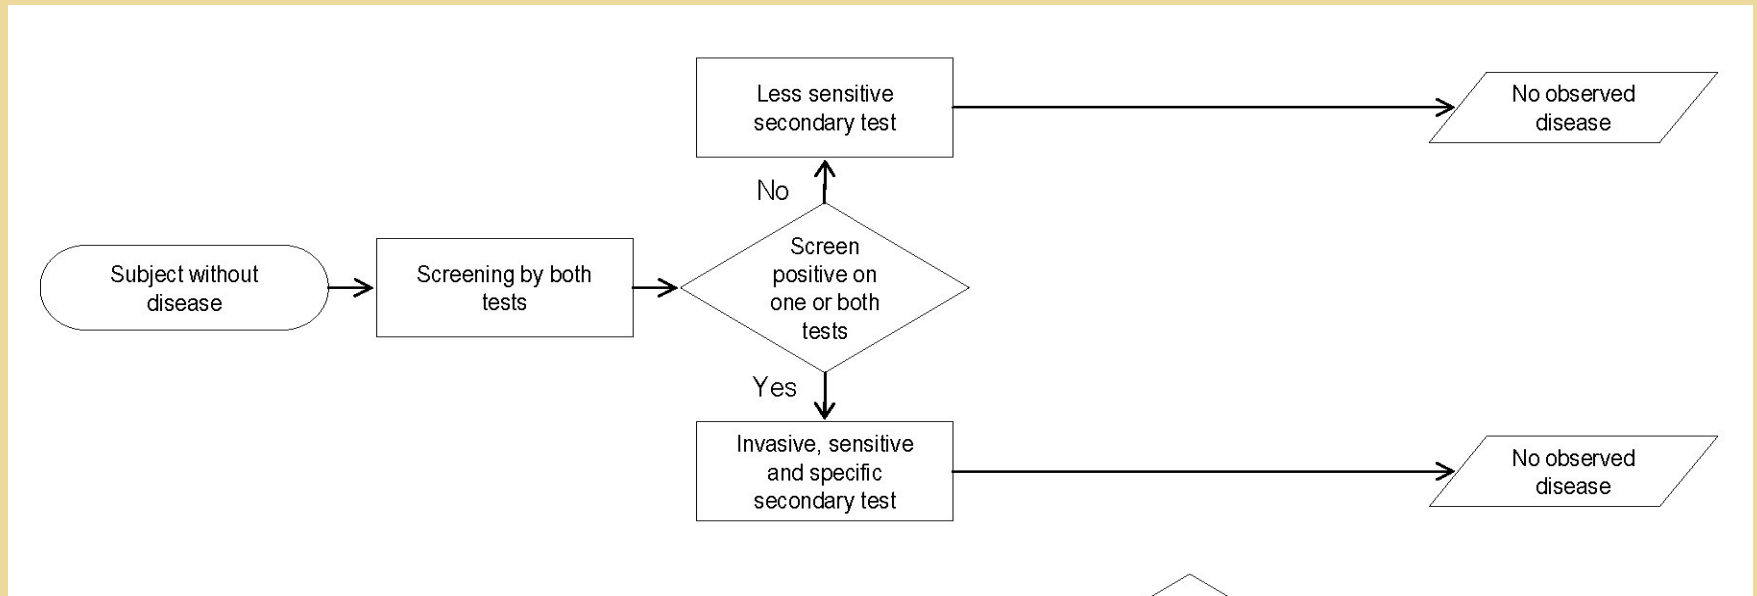 Less sensitive
secondary test
No observed
disease
No
Subject without
disease
Screening by both
tests
Screen
positive on
one or both
tests
Yes
Invasive, sensitive
and specific
secondary test
No observed
disease